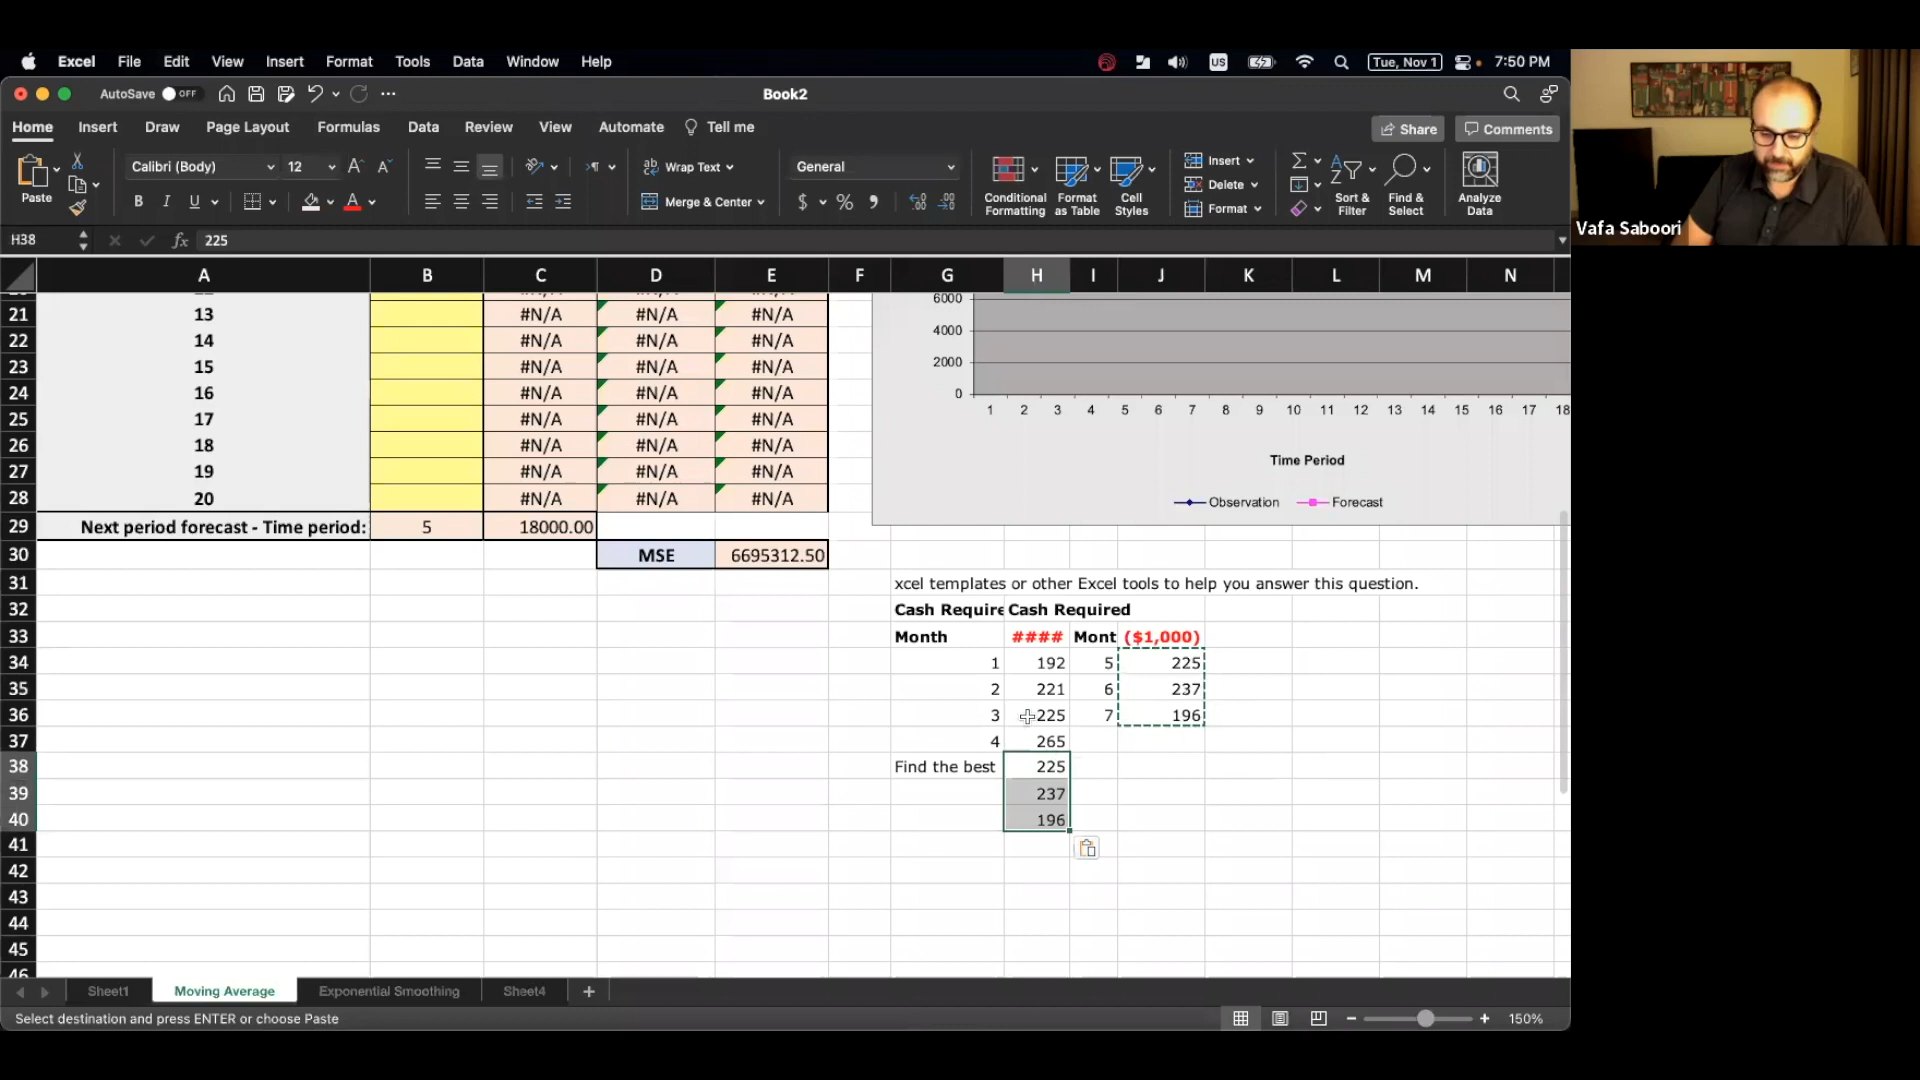 Excel File Edit View Insert Format Tools Data Window Help US Tue, Nov 1 7:50 PM
AutoSave OFF Book2
Home Insert Draw Page Layout Formulas Data Review View Automate Tell me Share Comments
Calibri (Body) 12 Wrap Text General Insert
Paste Delete
B I U Merge & Center $ % Format
Conditional Formatting Format as Table Cell Styles Sort & Filter Find & Select Analyze Data
H38 fx 225
A B C D E F G H I J K L M N
6000
21 13 #N/A #N/A #N/A
22 14 #N/A #N/A #N/A 4000
23 15 #N/A #N/A #N/A 2000
24 16 #N/A #N/A #N/A 0
1 2 3 4 5 6 7 8 9 10 11 12 13 14 15 16 17 18
25 17 #N/A #N/A #N/A
26 18 #N/A #N/A #N/A
Time Period
27 19 #N/A #N/A #N/A
28 20 #N/A #N/A #N/A Observation Forecast
29 Next period forecast - Time period: 5 18000.00
30 MSE 6695312.50
31 xcel templates or other Excel tools to help you answer this question.
32 Cash Require Cash Required
33 Month #### Mont ($1,000)
34 1 192 5 225
35 2 221 6 237
36 3 225 7 196
37 4 265
38 Find the best 225
39 237
40 196
41
42
43
44
45
46
Sheet1 Moving Average Exponential Smoothing Sheet4
Select destination and press ENTER or choose Paste 150%
Vafa Saboori